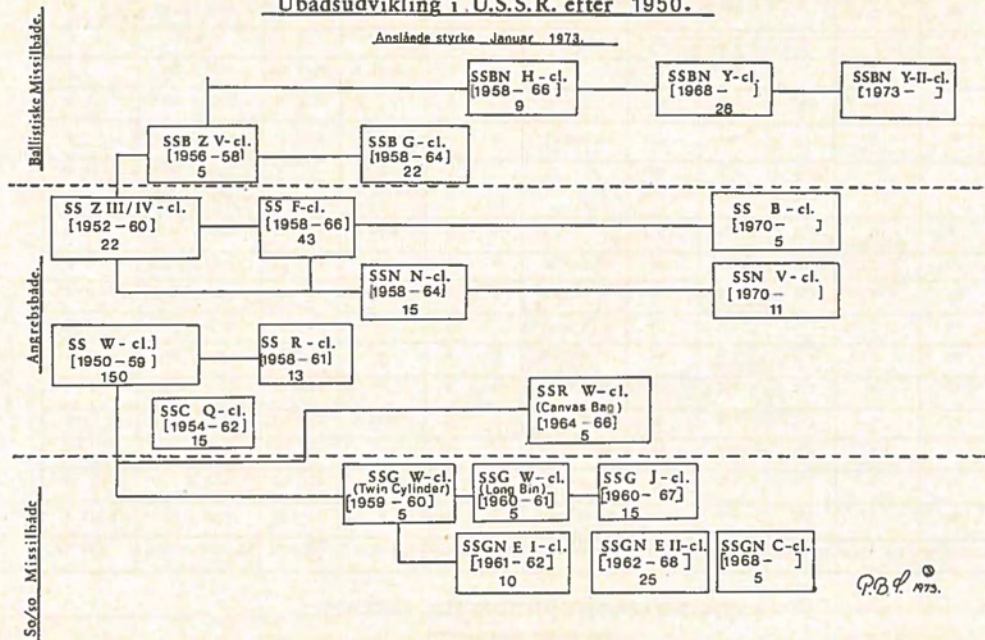 Ubådsudvikling i U.S.S.R. efter 1950.
Anslåede styrke Januar 1973.
Ballistiske Missilbåde.
SSBN H-cl.
[1958-66]
9
SSBN Y-cl.
[1968- ]
28
SSBN Y-II-cl.
[1973- ]
SSB Z V-cl.
[1956-58]
5
SSB G-cl.
[1958-64]
22
Angrebsbåde.
SS Z III/IV-cl.
[1952-60]
22
SS F-cl.
[1958-66]
43
SS B-cl.
[1970- ]
5
SSN N-cl.
[1958-64]
15
SSN V-cl.
[1970- ]
11
SS W-cl.]
[1950-59]
150
SS R-cl.
[1958-61]
13
SSC Q-cl.
[1954-62]
15
SSR W-cl.
(Canvas Bag)
[1964-66]
5
So/so Missilbåde
SSG W-cl.
(Twin Cylinder)
[1959-60]
5
SSG W-cl.
(Long Bin)
[1960-61]
5
SSG J-cl.
[1960-67]
15
SSGN E I-cl.
[1961-62]
10
SSGN E II-cl.
[1962-68]
25
SSGN C-cl.
[1968- ]
5
1973.